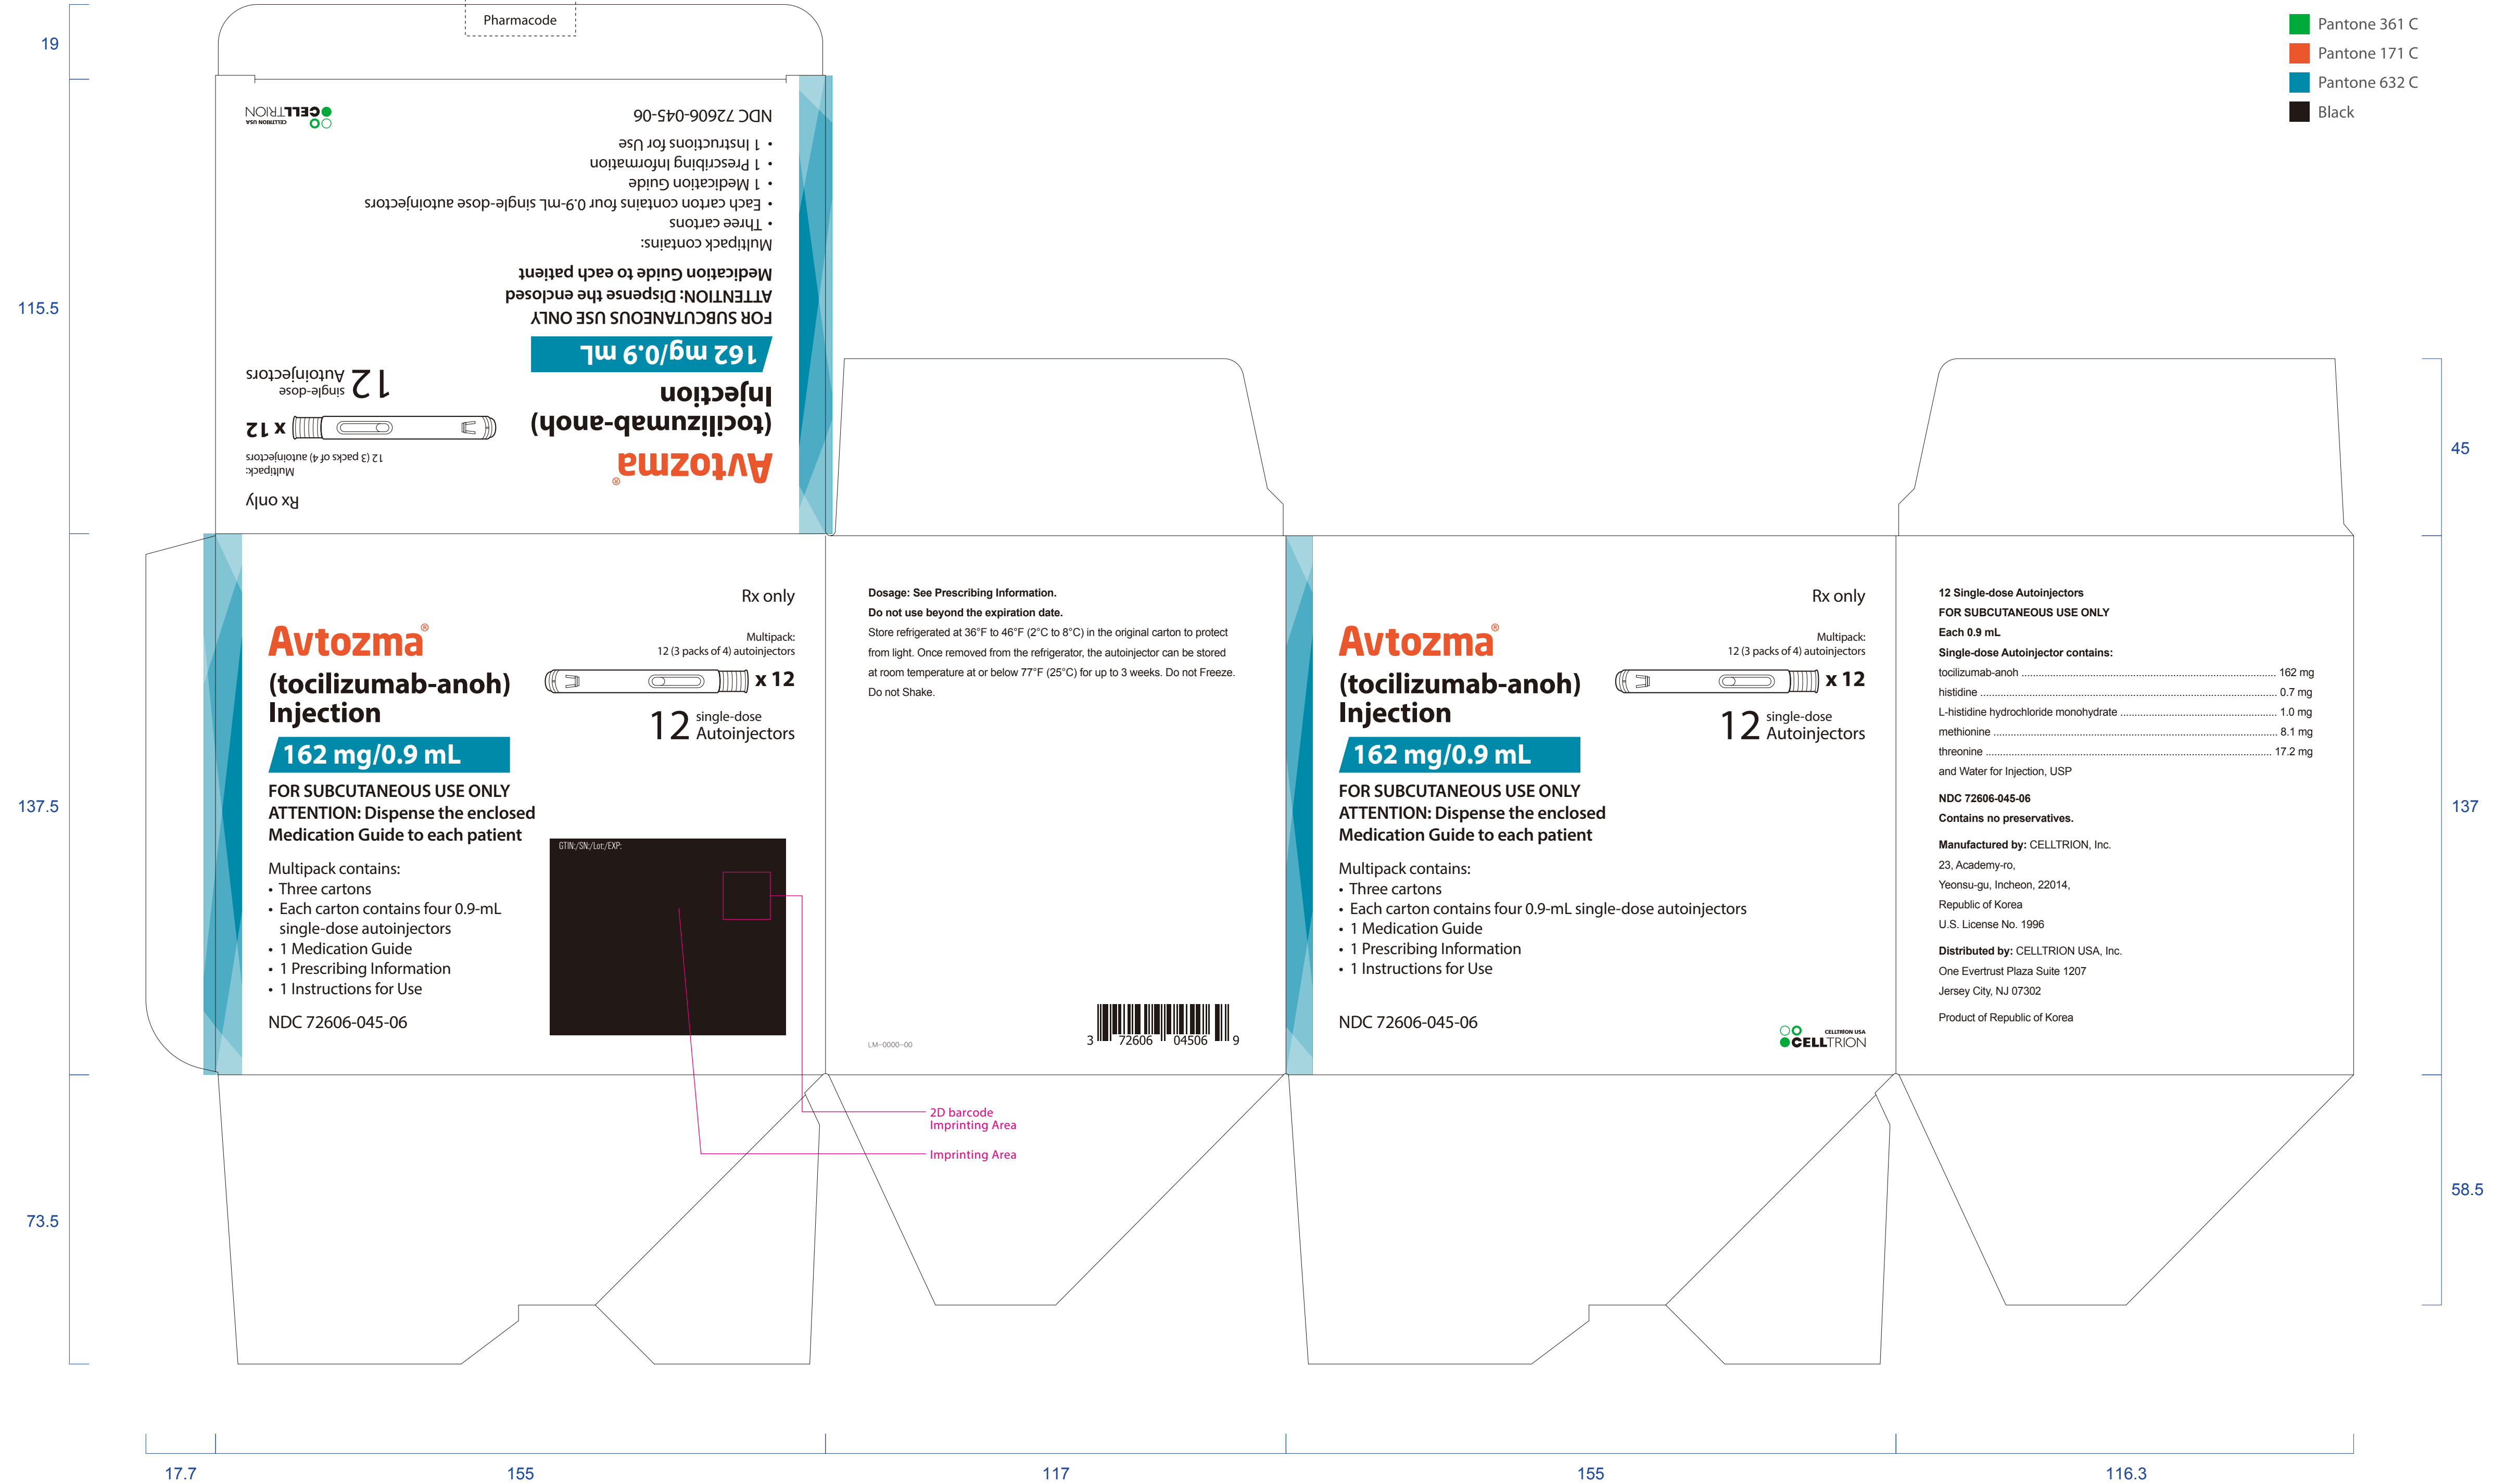 Pharmacode
Pantone 361 C
Pantone 171 C
Pantone 632 C
Black
19
115.5
137.5
73.5
45
137
58.5
17.7
155
117
155
116.3
Rx only
Avtozma®
(tocilizumab-anoh)
Injection
162 mg/0.9 mL
Multipack:
12 (3 packs of 4) autoinjectors
x 12
12 single-dose
Autoinjectors
FOR SUBCUTANEOUS USE ONLY
ATTENTION: Dispense the enclosed
Medication Guide to each patient
Multipack contains:
• Three cartons
• Each carton contains four 0.9-mL single-dose autoinjectors
• 1 Medication Guide
• 1 Prescribing Information
• 1 Instructions for Use
NDC 72606-045-06
CELLTRION USA
CELLTRION
Rx only
Avtozma®
(tocilizumab-anoh)
Injection
162 mg/0.9 mL
Multipack:
12 (3 packs of 4) autoinjectors
x 12
12 single-dose
Autoinjectors
FOR SUBCUTANEOUS USE ONLY
ATTENTION: Dispense the enclosed
Medication Guide to each patient
Multipack contains:
• Three cartons
• Each carton contains four 0.9-mL
single-dose autoinjectors
• 1 Medication Guide
• 1 Prescribing Information
• 1 Instructions for Use
NDC 72606-045-06
GTIN:/SN:/Lot:/EXP:
2D barcode
Imprinting Area
Imprinting Area
Dosage: See Prescribing Information.
Do not use beyond the expiration date.
Store refrigerated at 36°F to 46°F (2°C to 8°C) in the original carton to protect
from light. Once removed from the refrigerator, the autoinjector can be stored
at room temperature at or below 77°F (25°C) for up to 3 weeks. Do not Freeze.
Do not Shake.
LM-0000-00
3 72606 04506 9
Rx only
Avtozma®
(tocilizumab-anoh)
Injection
162 mg/0.9 mL
Multipack:
12 (3 packs of 4) autoinjectors
x 12
12 single-dose
Autoinjectors
FOR SUBCUTANEOUS USE ONLY
ATTENTION: Dispense the enclosed
Medication Guide to each patient
Multipack contains:
• Three cartons
• Each carton contains four 0.9-mL single-dose autoinjectors
• 1 Medication Guide
• 1 Prescribing Information
• 1 Instructions for Use
NDC 72606-045-06
CELLTRION USA
CELLTRION
12 Single-dose Autoinjectors
FOR SUBCUTANEOUS USE ONLY
Each 0.9 mL
Single-dose Autoinjector contains:
tocilizumab-anoh ........ 162 mg
histidine ........ 0.7 mg
L-histidine hydrochloride monohydrate ........ 1.0 mg
methionine ........ 8.1 mg
threonine ........ 17.2 mg
and Water for Injection, USP
NDC 72606-045-06
Contains no preservatives.
Manufactured by: CELLTRION, Inc.
23, Academy-ro,
Yeonsu-gu, Incheon, 22014,
Republic of Korea
U.S. License No. 1996
Distributed by: CELLTRION USA, Inc.
One Evertrust Plaza Suite 1207
Jersey City, NJ 07302
Product of Republic of Korea